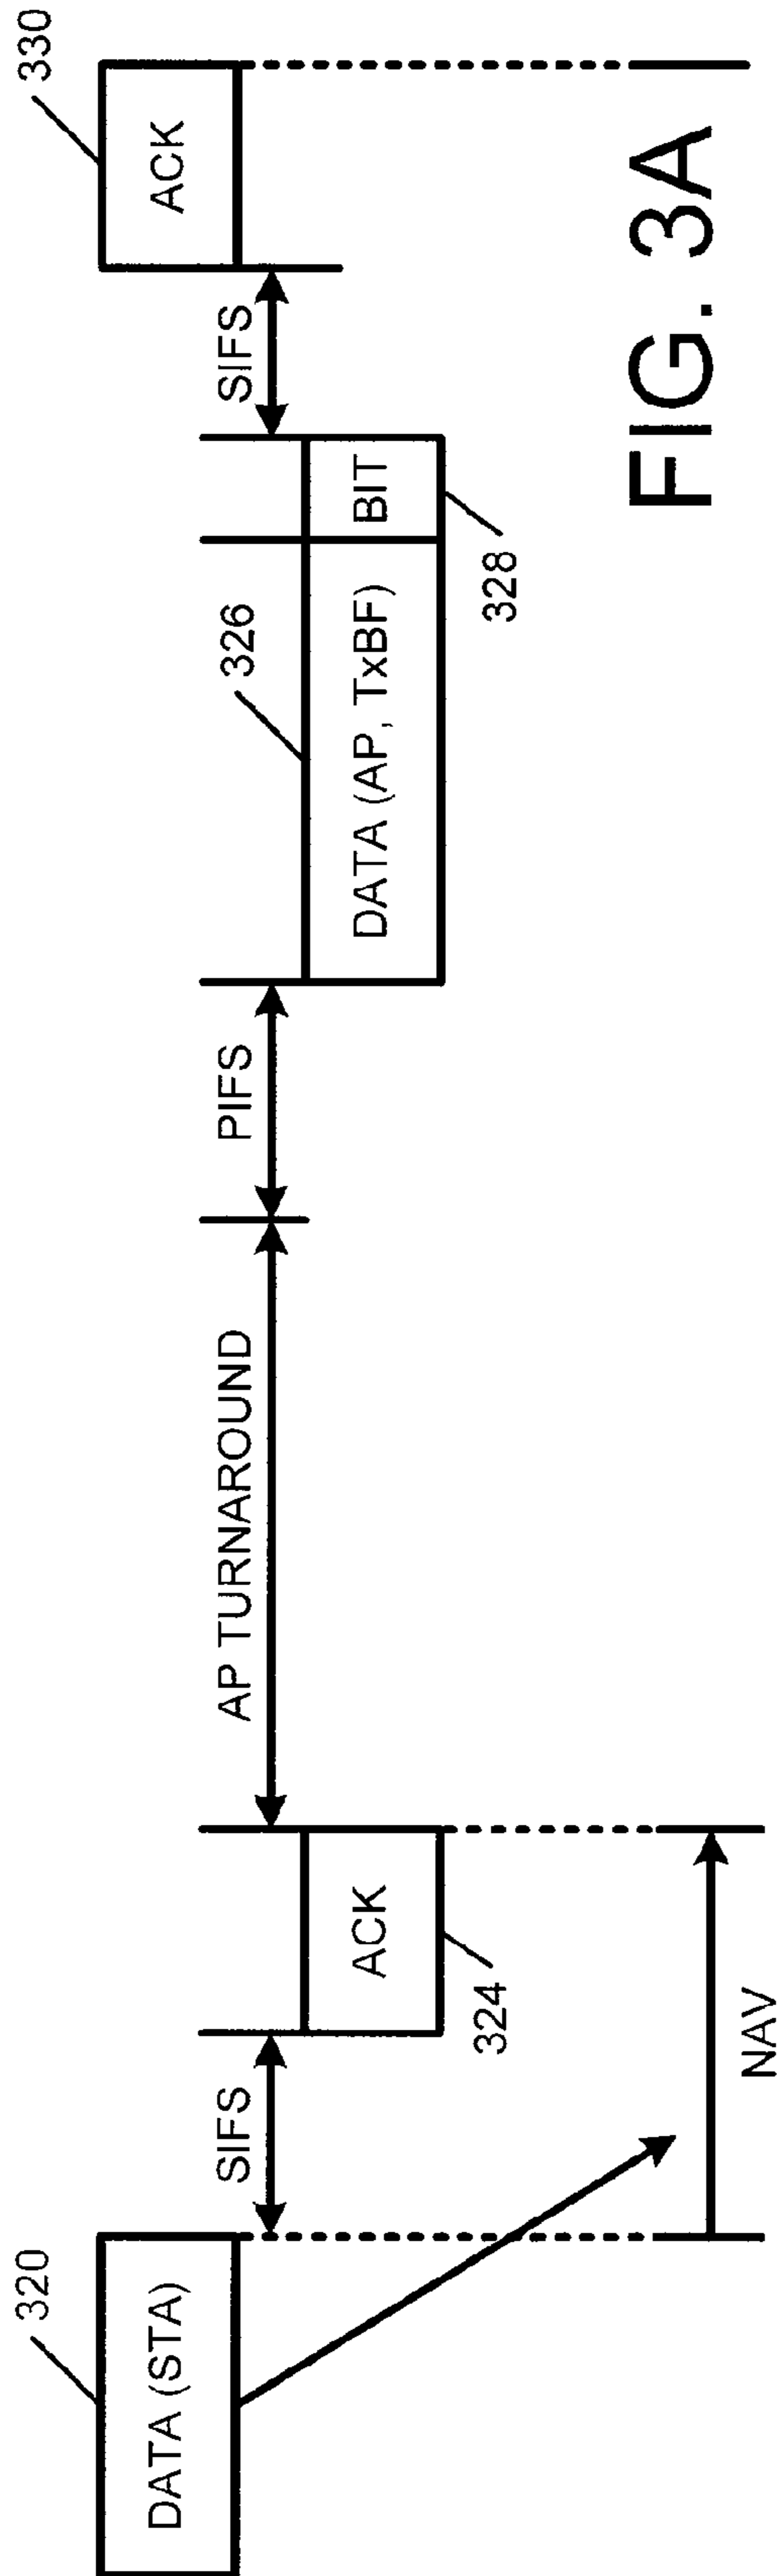 320
DATA (STA)
SIFS
ACK
324
NAV
AP TURNAROUND
PIFS
326
DATA (AP, TxBF)
BIT
328
SIFS
330
ACK
FIG. 3A